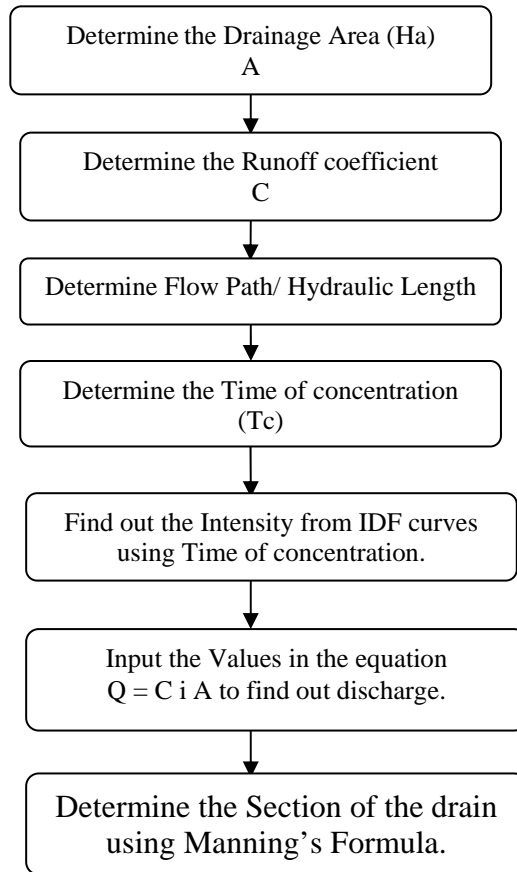 Determine the Drainage Area (Ha)
A
Determine the Runoff coefficient
C
Determine Flow Path/ Hydraulic Length
Determine the Time of concentration
(Tc)
Find out the Intensity from IDF curves
using Time of concentration.
Input the Values in the equation
Q = C i A to find out discharge.
Determine the Section of the drain
using Manning’s Formula.